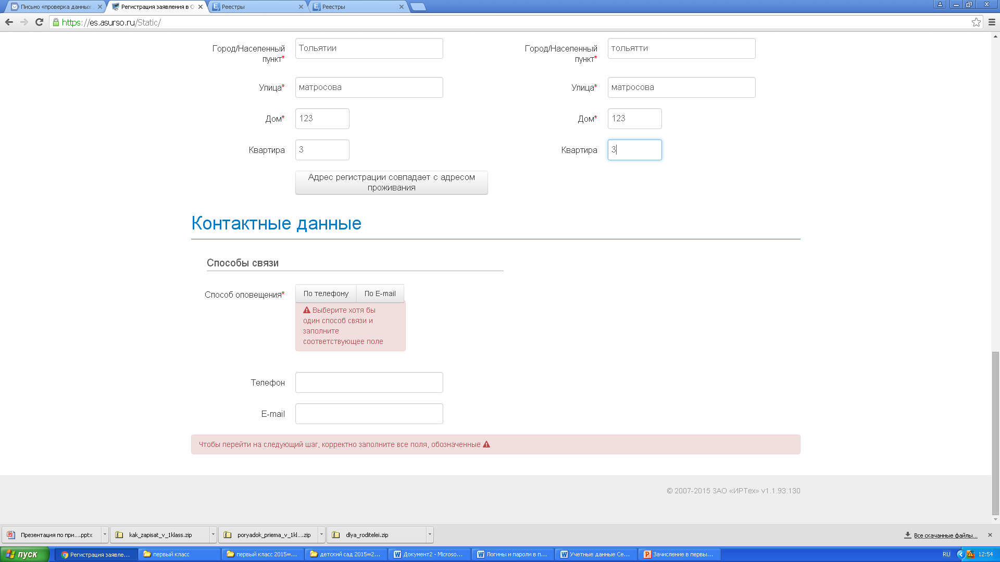 Письмо «проверка данных
Регистрация заявления в О
Реестры
Реестры
https://es.asurso.ru/Static/
Город/Населенный пункт*
Тольятии
Город/Населенный пункт*
тольятти
Улица*
матросова
Улица*
матросова
Дом*
123
Дом*
123
Квартира
3
Квартира
3
Адрес регистрации совпадает с адресом
проживания
Контактные данные
Способы связи
Способ оповещения*
По телефону
По E-mail
Выберите хотя бы
один способ связи и
заполните
соответствующее поле
Телефон
E-mail
Чтобы перейти на следующий шаг, корректно заполните все поля, обозначенные
© 2007-2015 ЗАО «ИРТех» v1.1.93.130
Презентация по при....pptx
kak_zapisat_v_1klass.zip
poryadok_priema_v_1kl....zip
dlya_roditelei.zip
Все скачанные файлы...
пуск
Регистрация заявле...
первый класс
первый класс 2015=...
детский сад 2015=2...
Документ2 - Microso...
Логины и пароли в п...
Учетные данные Се...
Зачисление в первы...
RU
12:54